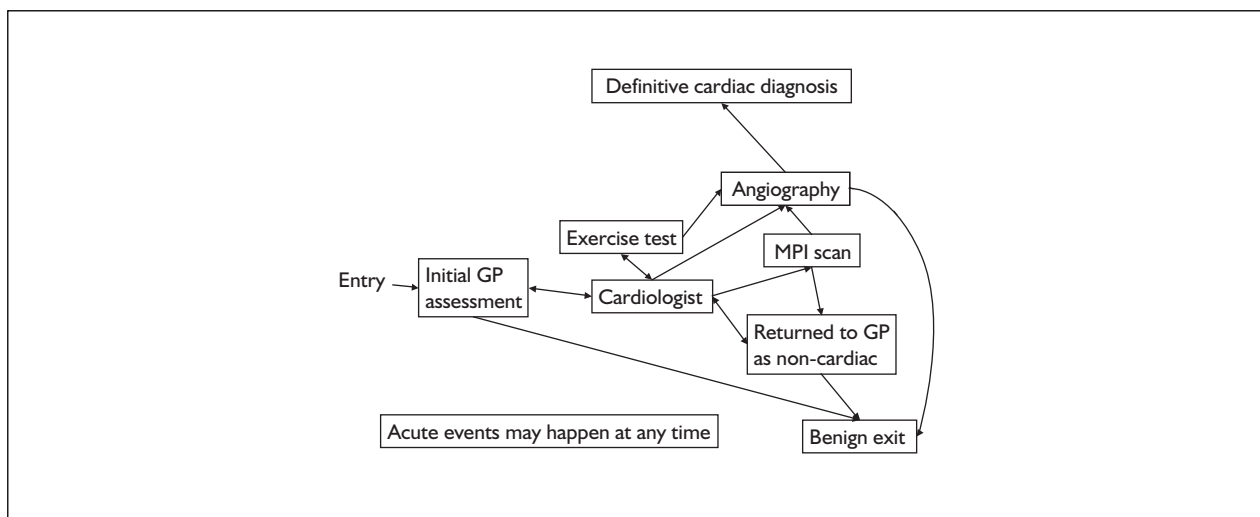 Definitive cardiac diagnosis
Angiography
Exercise test
MPI scan
Entry
Initial GP
assessment
Cardiologist
Returned to GP
as non-cardiac
Acute events may happen at any time
Benign exit